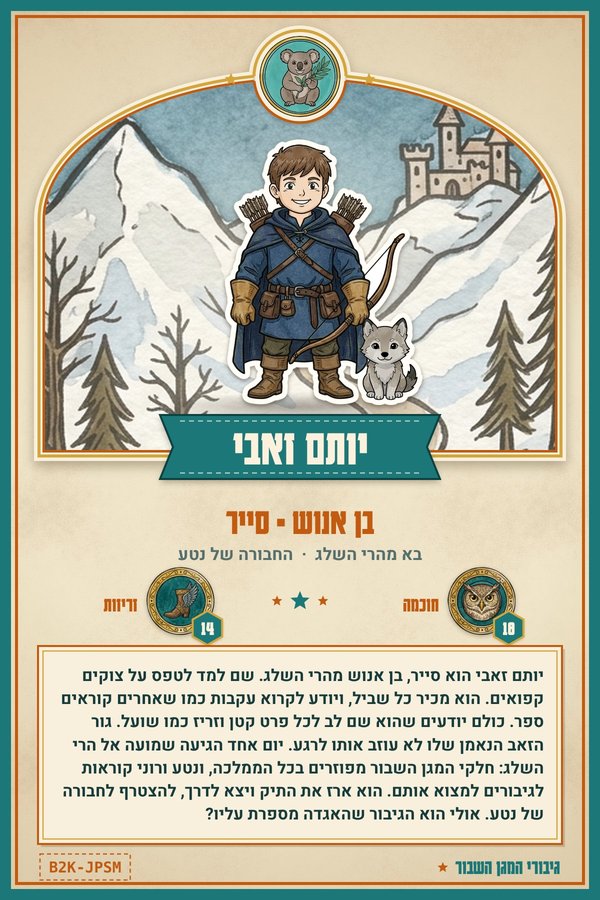 יותם זאבי
בן אנוש ▪ סייר
בא מהרי השלג · החבורה של נטע
חוכמה
10
זריזות
14
יותם זאבי הוא סייר, בן אנוש מהרי השלג. שם למד לטפס על צוקים
קפואים. הוא מכיר כל שביל, ויודע לקרוא עקבות כמו שאחרים קוראים
ספר. כולם יודעים שהוא שם לב לכל פרט קטן וזריז כמו שועל. גור
הזאב הנאמן שלו לא עוזב אותו לרגע. יום אחד הגיעה שמועה אל הרי
השלג: חלקי המגן השבור מפוזרים בכל הממלכה, ונטע ורוני קוראות
לגיבורים למצוא אותם. הוא ארז את התיק ויצא לדרך, להצטרף לחבורה
של נטע. אולי הוא הגיבור שהאגדה מספרת עליו?
גיבורי המגן השבור
B2K-JPSM